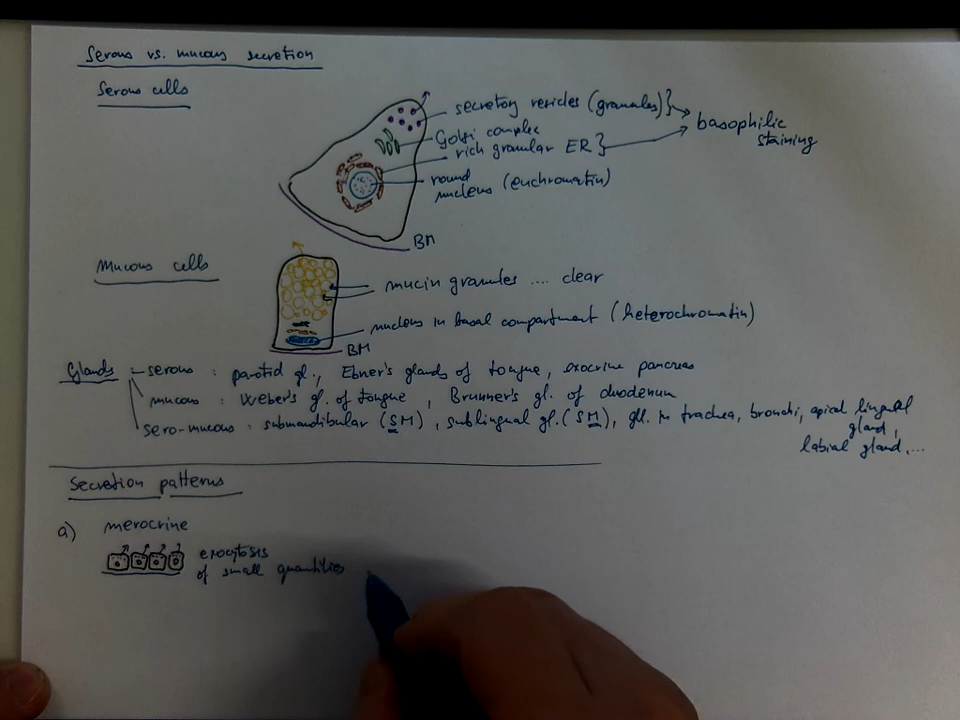 Serous vs. mucous secretion
Serous cells
secretory vesicles (granules)
Golgi complex
rich granular ER
basophilic
staining
round
nucleus (euchromatin)
BM
Mucous cells
mucin granules .... clear
nucleus in basal compartment (heterochromatin)
BM
Glands - serous : parotid gl., Ebner's glands of tongue, exocrine pancreas
mucous : Weber's gl. of tongue, Brunner's gl. of duodenum
sero-mucous : submandibular (SM), sublingual gl. (SM), gll. in trachea, bronchi, apical lingual
gland,
labial gland,...
Secretion patterns
a) merocrine
exocytosis
of small quantities